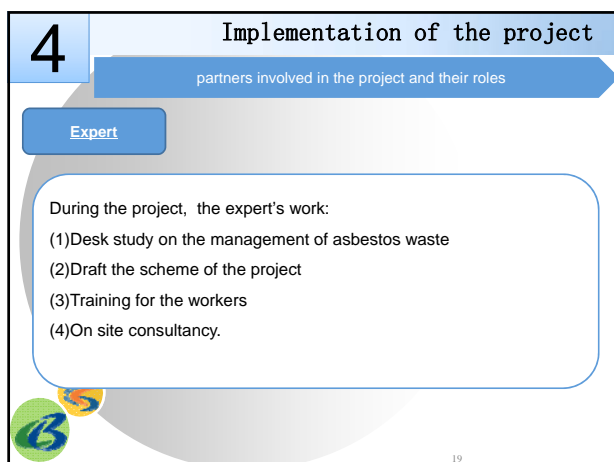 4
Implementation of the project
partners involved in the project and their roles
Expert
During the project, the expert's work:
(1)Desk study on the management of asbestos waste
(2)Draft the scheme of the project
(3)Training for the workers
(4)On site consultancy.
19